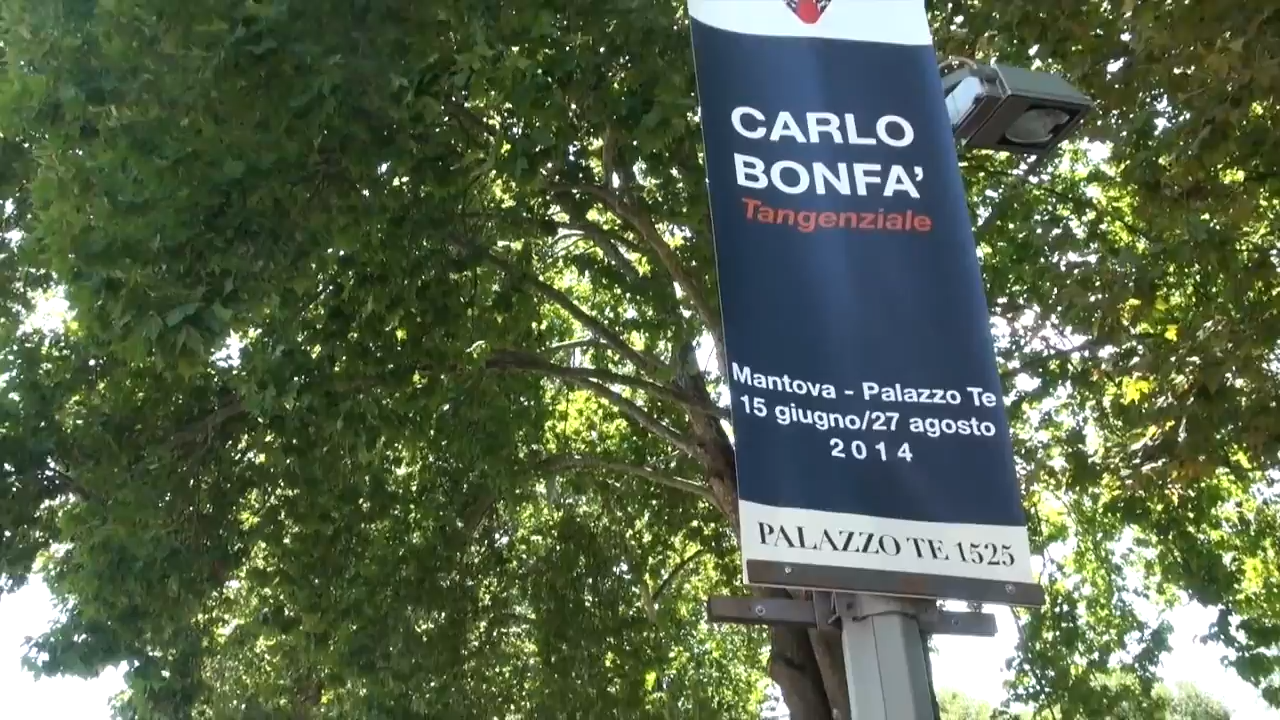 CARLO
BONFA’
Tangenziale
Mantova - Palazzo Te
15 giugno/27 agosto
2014
PALAZZO TE 1525